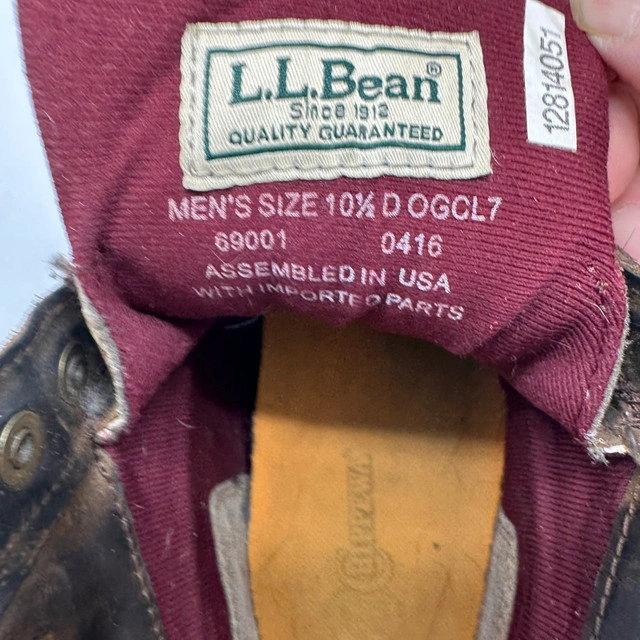 L.L.Bean®
Since 1912
QUALITY GUARANTEED
12814051
MEN'S SIZE 10½ D OGCL7
69001 0416
ASSEMBLED IN USA
WITH IMPORTED PARTS